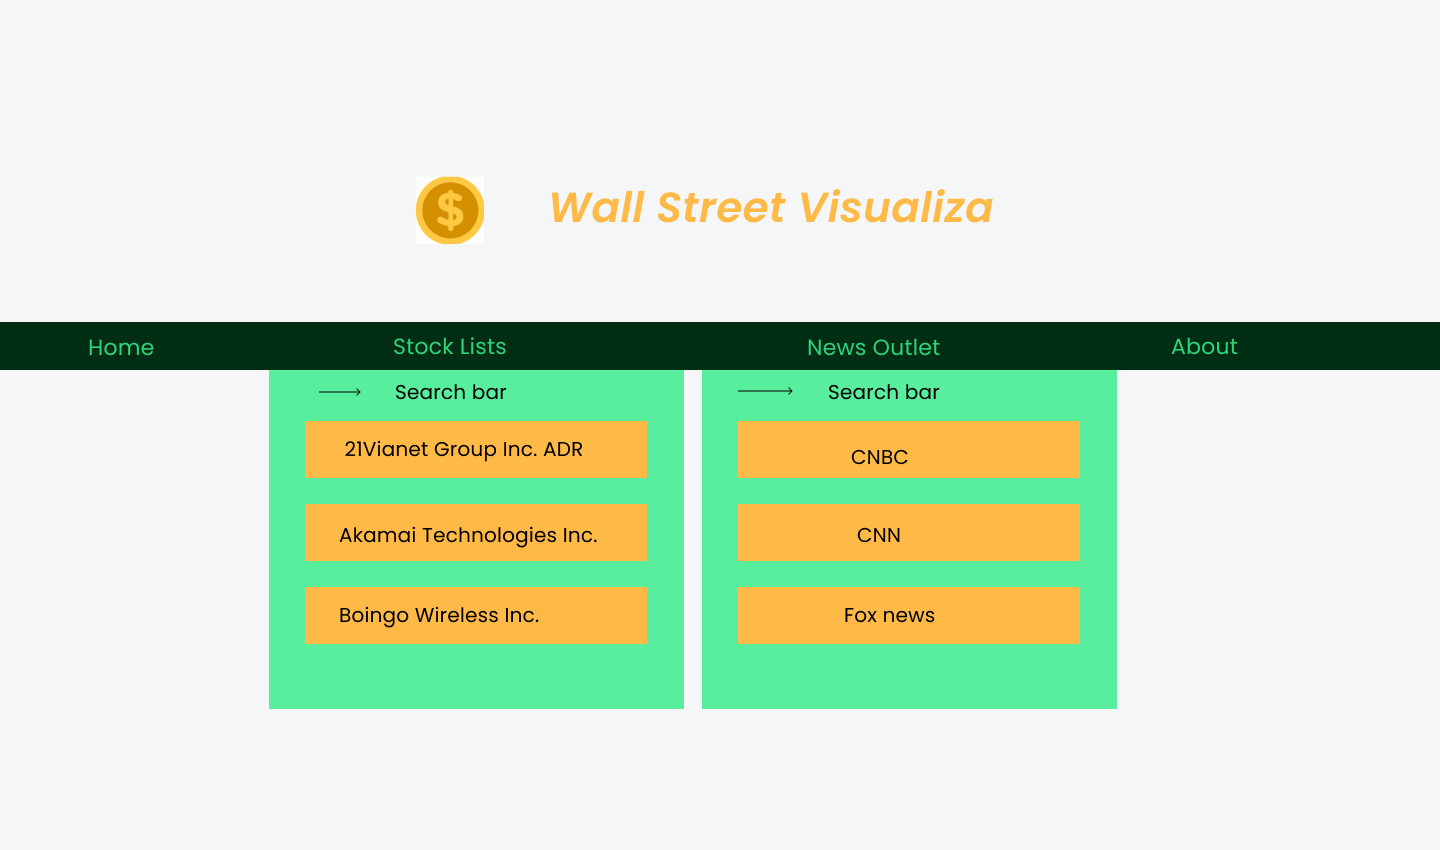 Wall Street Visualiza
Home
Stock Lists
News Outlet
About
Search bar
21Vianet Group Inc. ADR
Akamai Technologies Inc.
Boingo Wireless Inc.
Search bar
CNBC
CNN
Fox news